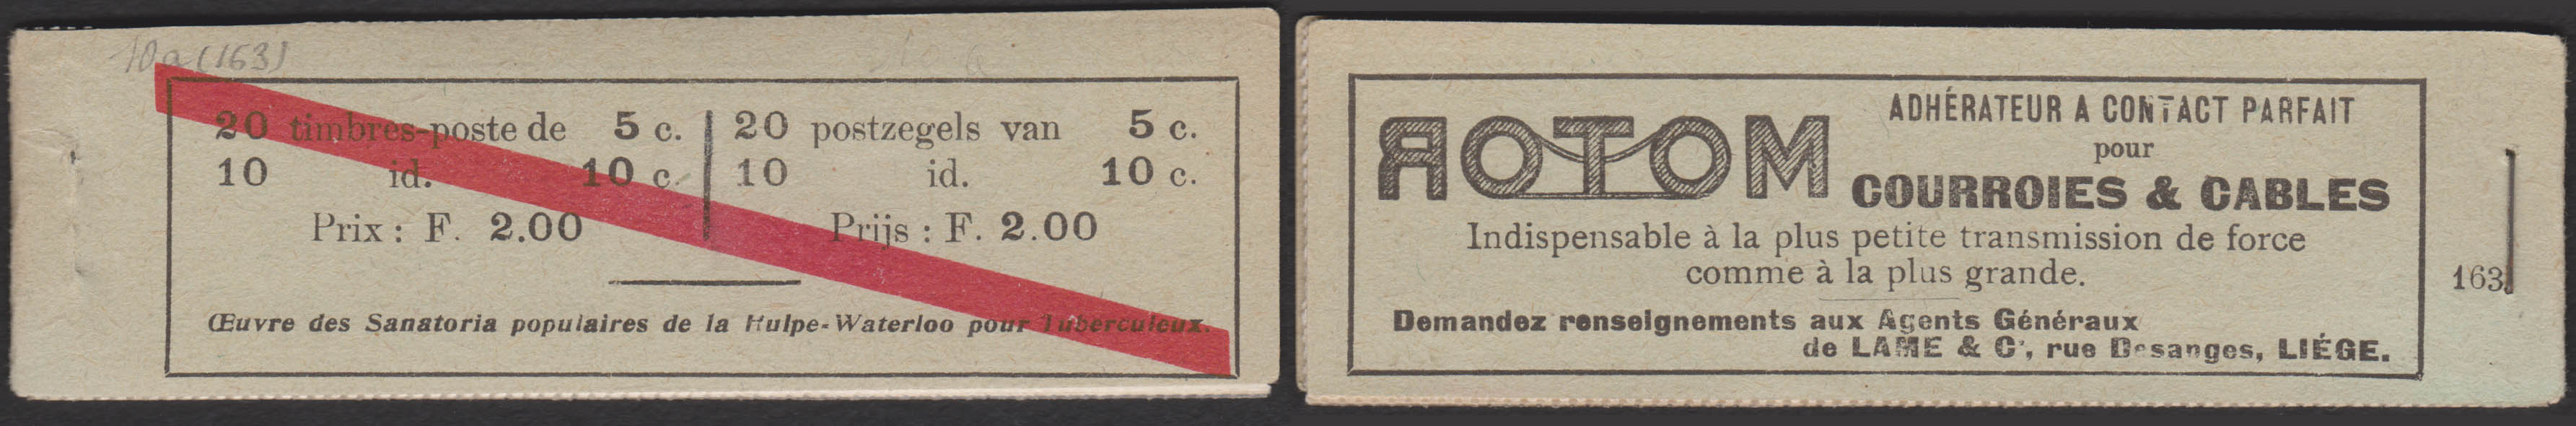 10a (163)
20 timbres-poste de 5 c. 20 postzegels van 5 c.
10 id. 10 c. 10 id. 10 c.
Prix : F. 2.00 Prijs : F. 2.00
Œuvre des Sanatoria populaires de la Hulpe-Waterloo pour Tuberculeux.
ROTOM
ADHÉRATEUR A CONTACT PARFAIT
pour
COURROIES & CABLES
Indispensable à la plus petite transmission de force
comme à la plus grande.
163
Demandez renseignements aux Agents Généraux
de LAME & Cⁱ, rue Desanges, LIÉGE.